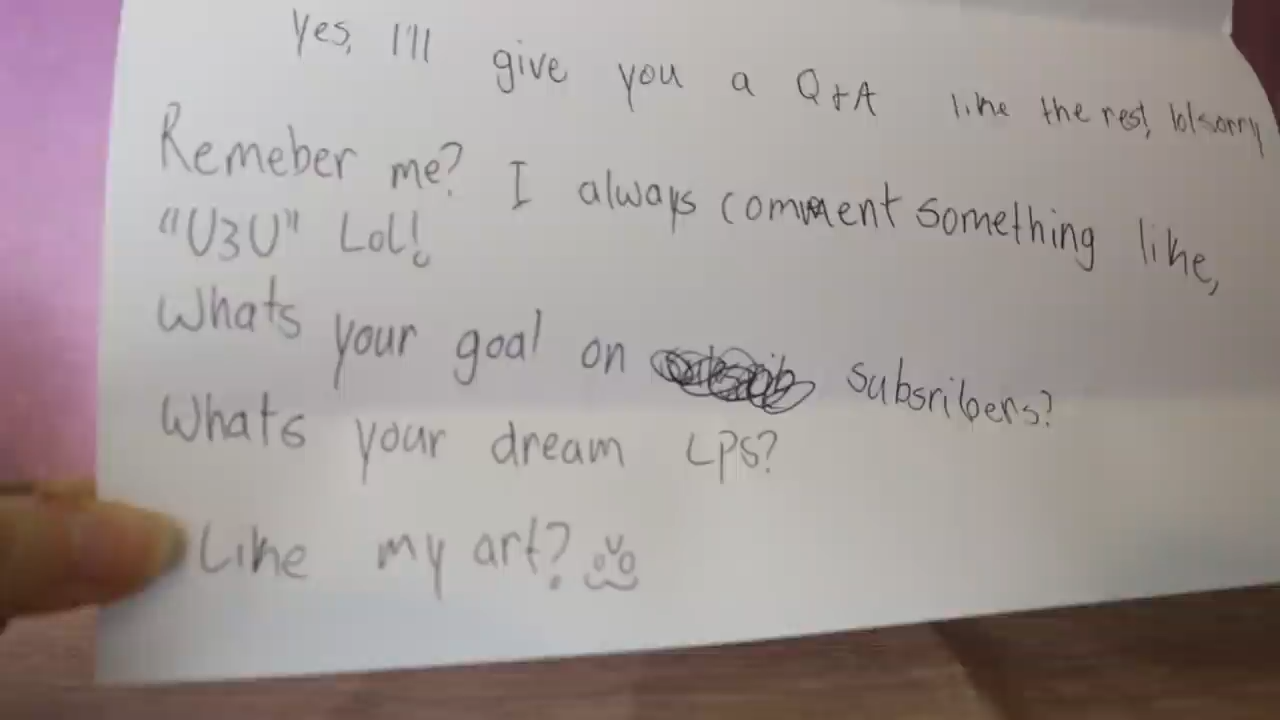 Yes, I'll give you a Q+A like the rest, lol sorry
Remeber me? I always comment something like,
"U3U" Lol!
Whats your goal on subsribers?
Whats your dream LPS?
Like my art?